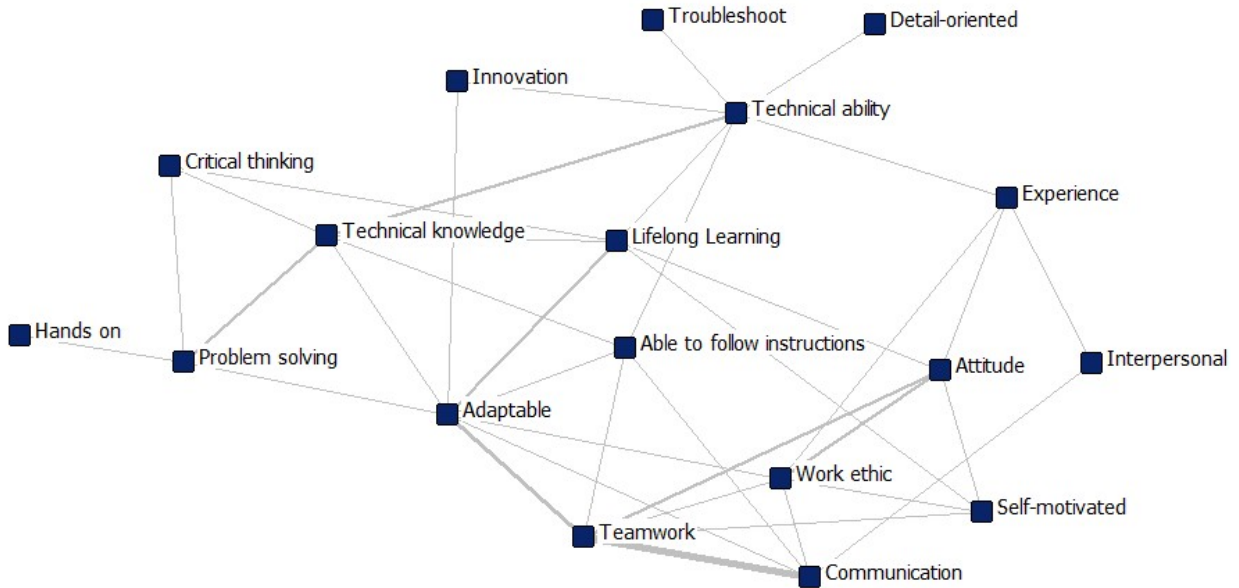 Troubleshoot
Detail-oriented
Innovation
Technical ability
Critical thinking
Experience
Technical knowledge
Lifelong Learning
Hands on
Problem solving
Able to follow instructions
Attitude
Interpersonal
Adaptable
Work ethic
Self-motivated
Teamwork
Communication